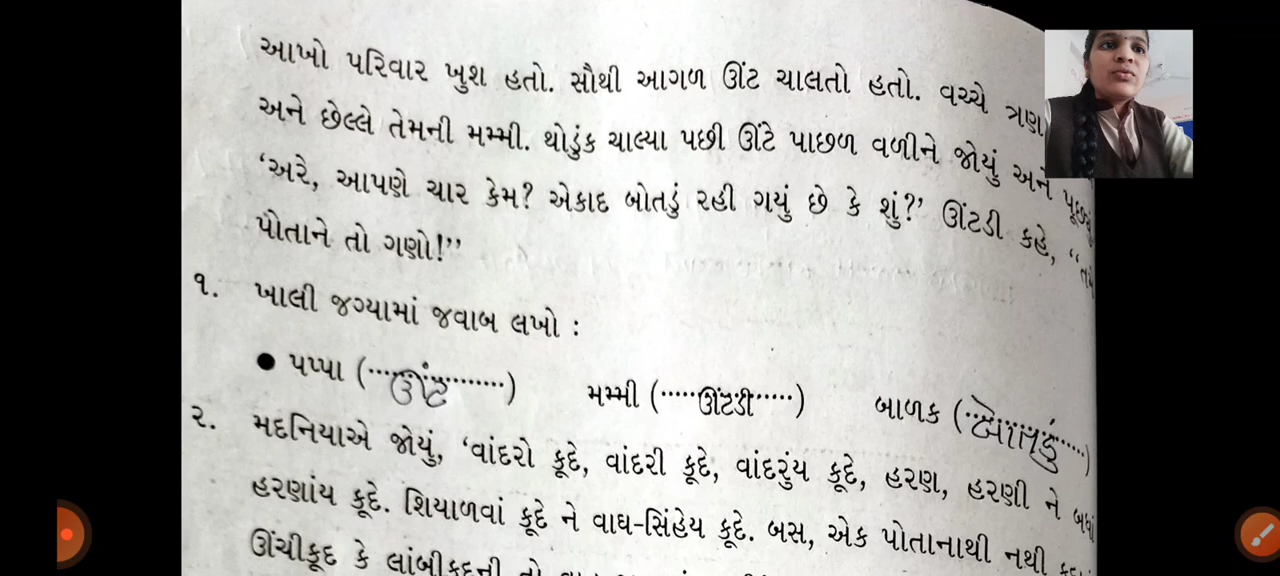 આખો પરિવાર ખુશ હતો. સૌથી આગળ ઊંટ ચાલતો હતો. વચ્ચે ત્રણ
અને છેલ્લે તેમની મમ્મી. થોડુંક ચાલ્યા પછી ઊંટે પાછળ વળીને જોયું અને પૂછ્યું
‘અરે, આપણે ચાર કેમ? એકાદ બોતડું રહી ગયું છે કે શું?’ ઊંટડી કહે, “તમે
પોતાને તો ગણો!”
૧. ખાલી જગ્યામાં જવાબ લખો :
● પપ્પા (....ઊંટ..........) મમ્મી (.....ઊંટડી......) બાળક (..બોતડું.....)
૨. મદનિયાએ જોયું, ‘વાંદરો કૂદે, વાંદરી કૂદે, વાંદરુંય કૂદે, હરણ, હરણી ને બધાં
હરણાંય કૂદે. શિયાળવાં કૂદે ને વાઘ-સિંહેય કૂદે. બસ, એક પોતાનાથી નથી
ઊંચીકૂદ કે લાંબીકૂદની તો